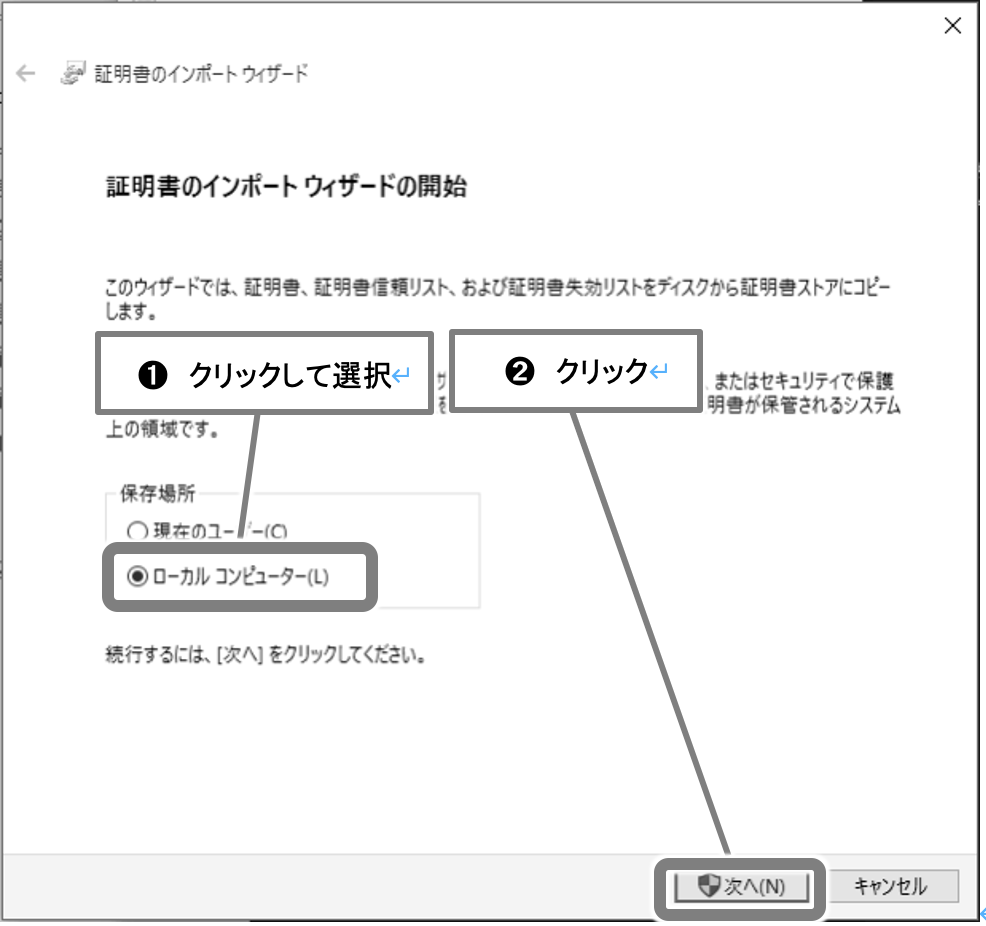 証明書のインポート ウィザード
証明書のインポート ウィザードの開始
このウィザードでは、証明書、証明書信頼リスト、および証明書失効リストをディスクから証明書ストアにコピー
します。
❶ クリックして選択↵
❷ クリック↵
、またはセキュリティで保護
明書が保管されるシステム
上の領域です。
保存場所
現在のユーザー(C)
ローカル コンピューター(L)
続行するには、[次へ] をクリックしてください。
次へ(N)
キャンセル